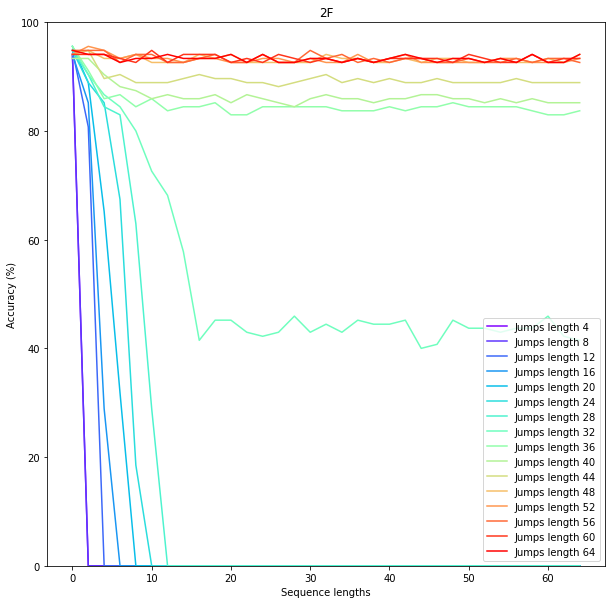 2F
Accuracy (%)
100
80
60
40
20
0
0
10
20
30
40
50
60
Sequence lengths
Jumps length 4
Jumps length 8
Jumps length 12
Jumps length 16
Jumps length 20
Jumps length 24
Jumps length 28
Jumps length 32
Jumps length 36
Jumps length 40
Jumps length 44
Jumps length 48
Jumps length 52
Jumps length 56
Jumps length 60
Jumps length 64